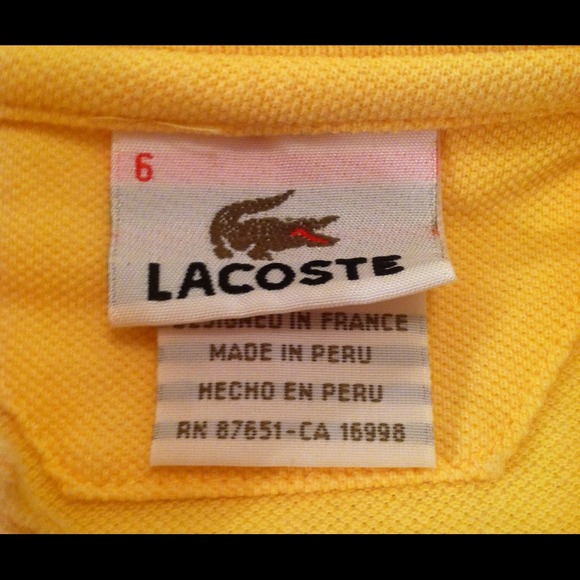 6
LACOSTE
DESIGNED IN FRANCE
MADE IN PERU
HECHO EN PERU
RN 87651-CA 16998